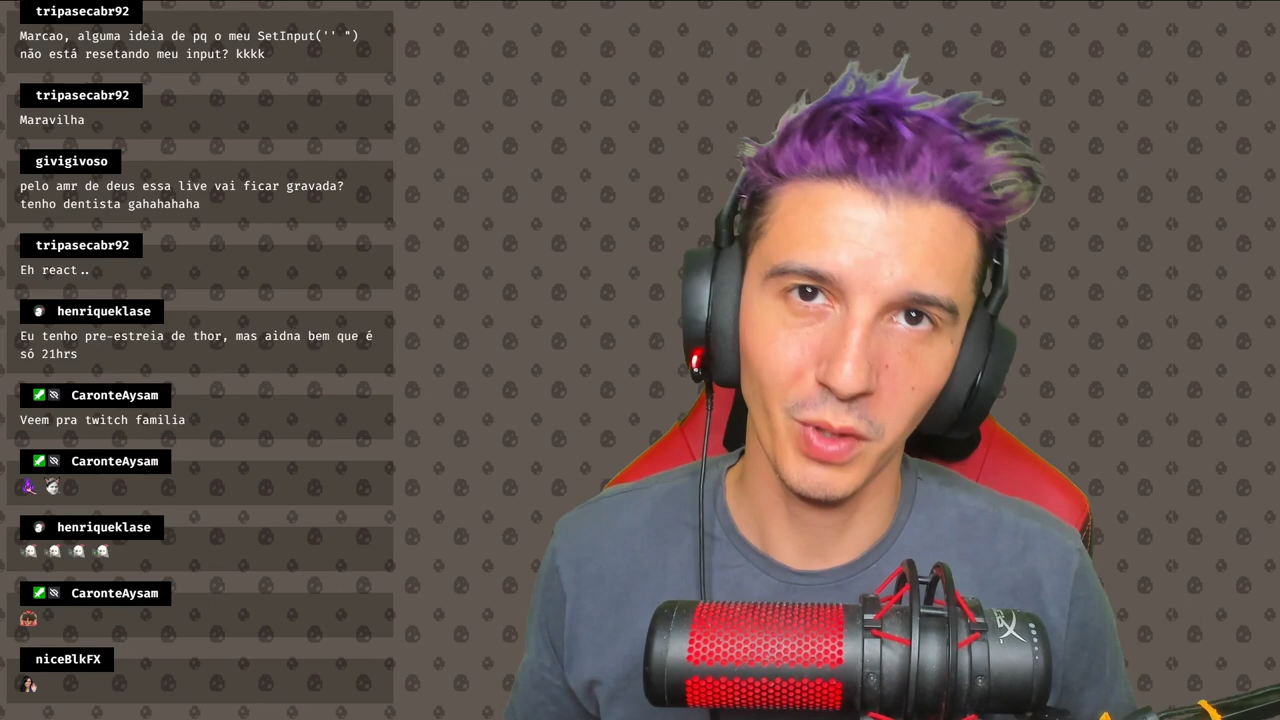 tripasecabr92
Marcao, alguma ideia de pq o meu SetInput('' ")
não está resetando meu input? kkkk
tripasecabr92
Maravilha
givigivoso
pelo amr de deus essa live vai ficar gravada?
tenho dentista gahahahaha
tripasecabr92
Eh react..
henriqueklase
Eu tenho pre-estreia de thor, mas aidna bem que é
só 21hrs
CaronteAysam
Veem pra twitch familia
CaronteAysam
henriqueklase
CaronteAysam
niceBlkFX